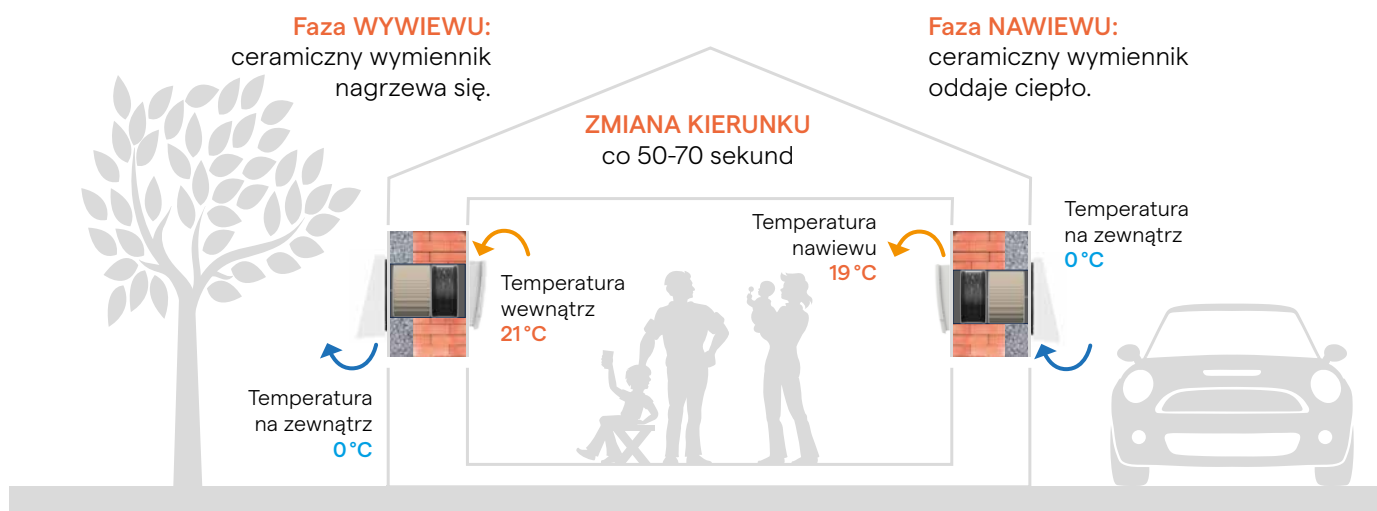 Faza WYWIEWU:
ceramiczny wymiennik
nagrzewa się.
Faza NAWIEWU:
ceramiczny wymiennik
oddaje ciepło.
ZMIANA KIERUNKU
co 50-70 sekund
Temperatura
wewnątrz
21 °C
Temperatura
na zewnątrz
0 °C
Temperatura
nawiewu
19 °C
Temperatura
na zewnątrz
0 °C